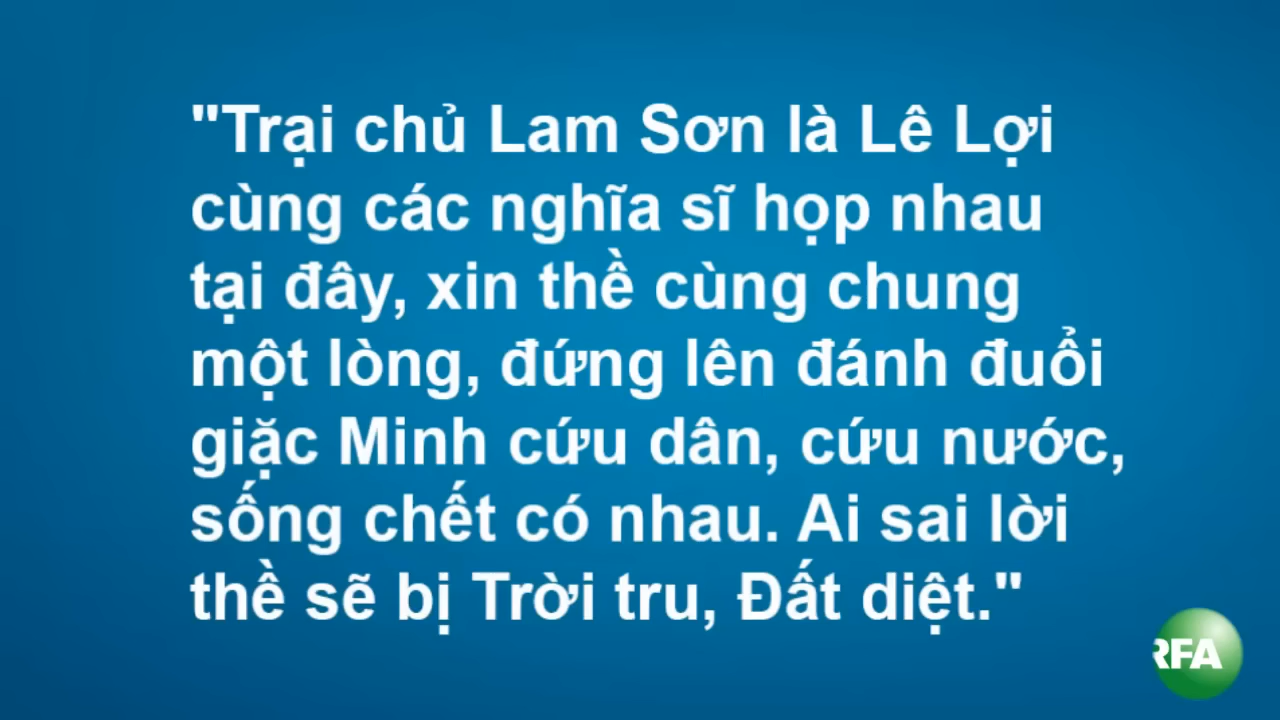 "Trại chủ Lam Sơn là Lê Lợi
cùng các nghĩa sĩ họp nhau
tại đây, xin thề cùng chung
một lòng, đứng lên đánh đuổi
giặc Minh cứu dân, cứu nước,
sống chết có nhau. Ai sai lời
thề sẽ bị Trời tru, Đất diệt."
RFA